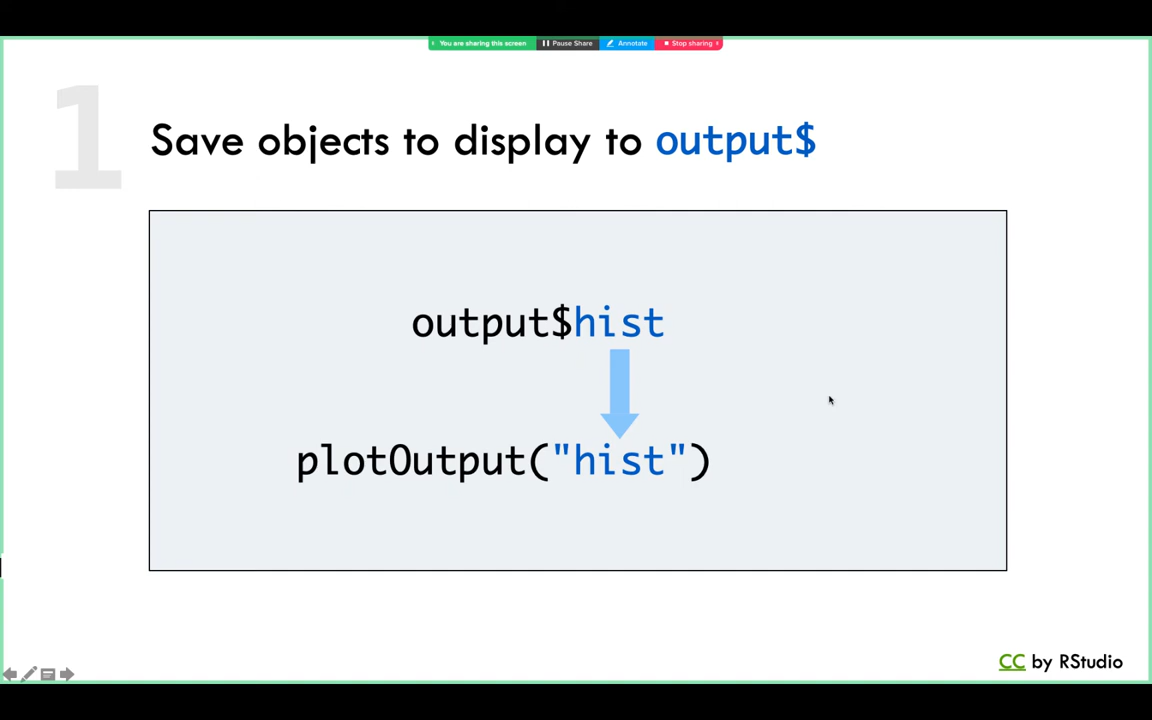 You are sharing this screen
Pause Share
Annotate
Stop sharing
1
Save objects to display to output$
output$hist
plotOutput("hist")
CC by RStudio